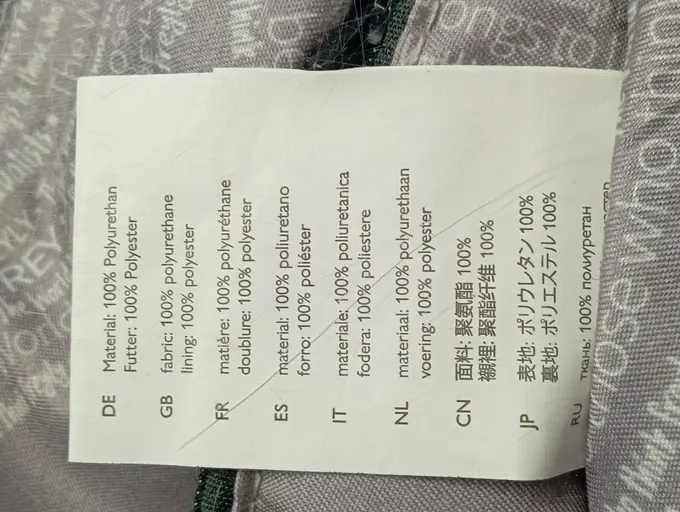 DE Material: 100% Polyurethan
Futter: 100% Polyester
GB fabric: 100% polyurethane
lining: 100% polyester
FR matière: 100% polyuréthane
doublure: 100% polyester
ES material: 100% poliuretano
forro: 100% poliéster
IT materiale: 100% poliuretanica
fodera: 100% poliestere
NL materiaal: 100% polyurethaan
voering: 100% polyester
CN 面料: 聚氨酯 100%
襯裡: 聚酯纤维 100%
JP 表地: ポリウレタン 100%
裏地: ポリエステル 100%
RU ткань: 100% полиуретан